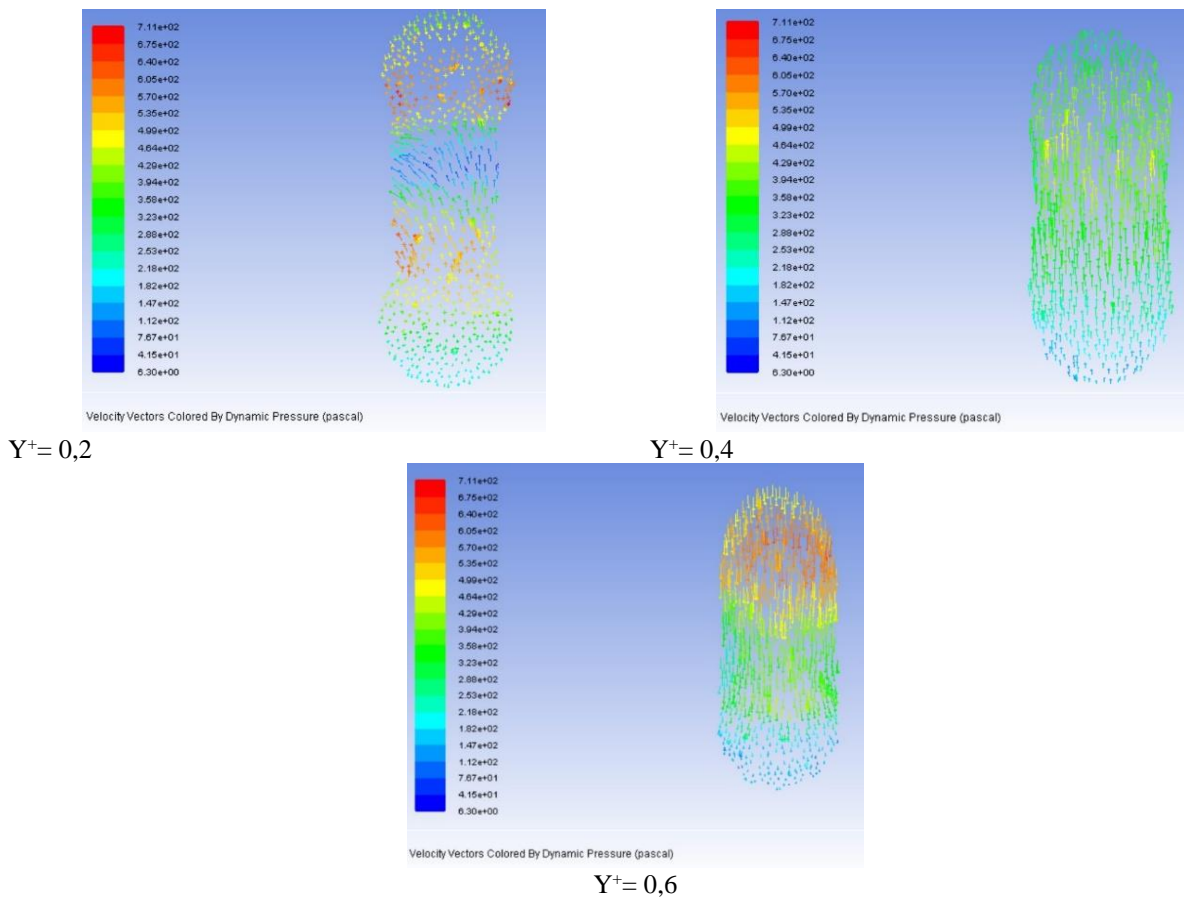 7.11e+02
6.75e+02
6.40e+02
6.05e+02
5.70e+02
5.35e+02
4.99e+02
4.64e+02
4.29e+02
3.94e+02
3.58e+02
3.23e+02
2.88e+02
2.53e+02
2.18e+02
1.82e+02
1.47e+02
1.12e+02
7.67e+01
4.15e+01
6.30e+00
Velocity Vectors Colored By Dynamic Pressure (pascal)
Y⁺= 0,2
7.11e+02
6.75e+02
6.40e+02
6.05e+02
5.70e+02
5.35e+02
4.99e+02
4.64e+02
4.29e+02
3.94e+02
3.58e+02
3.23e+02
2.88e+02
2.53e+02
2.18e+02
1.82e+02
1.47e+02
1.12e+02
7.67e+01
4.15e+01
6.30e+00
Velocity Vectors Colored By Dynamic Pressure (pascal)
Y⁺= 0,4
7.11e+02
6.75e+02
6.40e+02
6.05e+02
5.70e+02
5.35e+02
4.99e+02
4.64e+02
4.29e+02
3.94e+02
3.58e+02
3.23e+02
2.88e+02
2.53e+02
2.18e+02
1.82e+02
1.47e+02
1.12e+02
7.67e+01
4.15e+01
6.30e+00
Velocity Vectors Colored By Dynamic Pressure (pascal)
Y⁺= 0,6